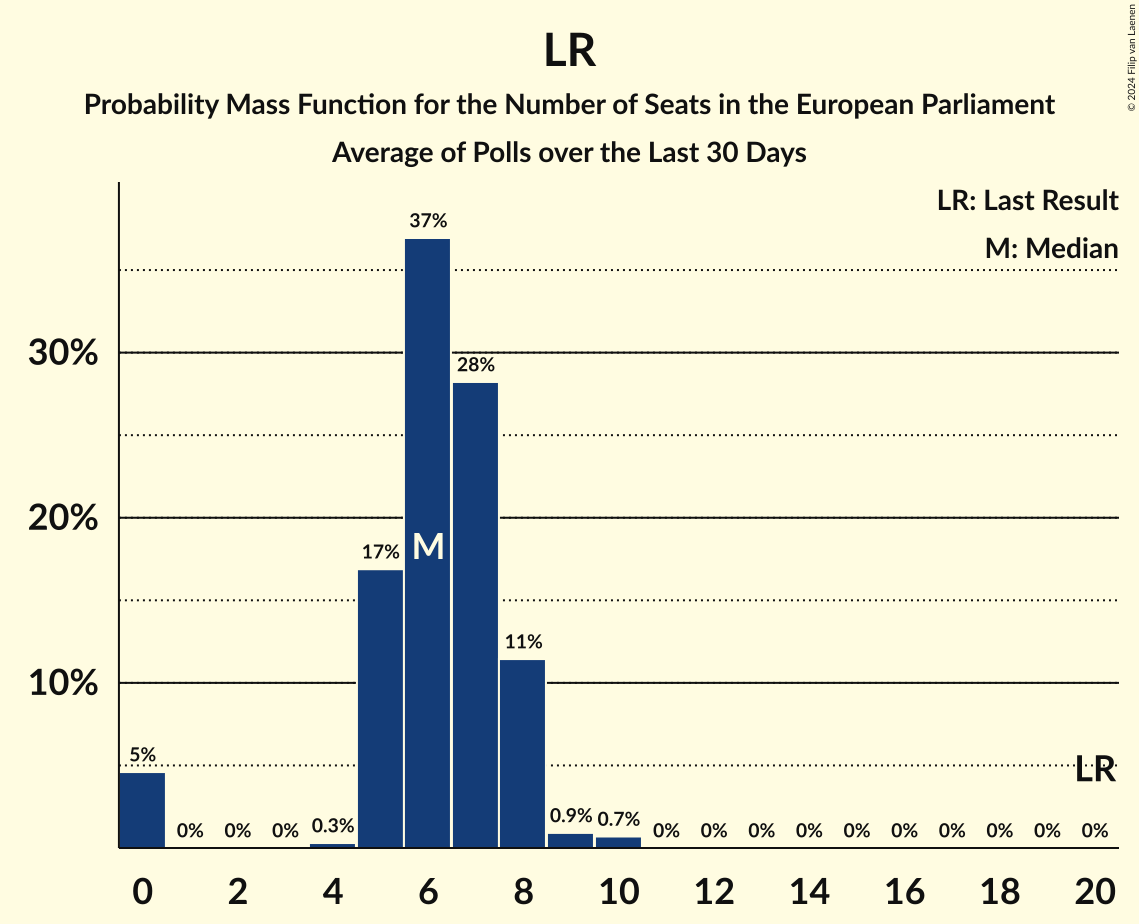 LR
Probability Mass Function for the Number of Seats in the European Parliament
Average of Polls over the Last 30 Days
© 2024 Filip van Laenen
LR: Last Result
M: Median
37%
30%
28%
20%
17%
M
11%
10%
5%
0%
0%
0%
0.3%
0.9%
0.7%
0%
0%
0%
0%
0%
0%
0%
0%
0%
0%
LR
0 2 4 6 8 10 12 14 16 18 20